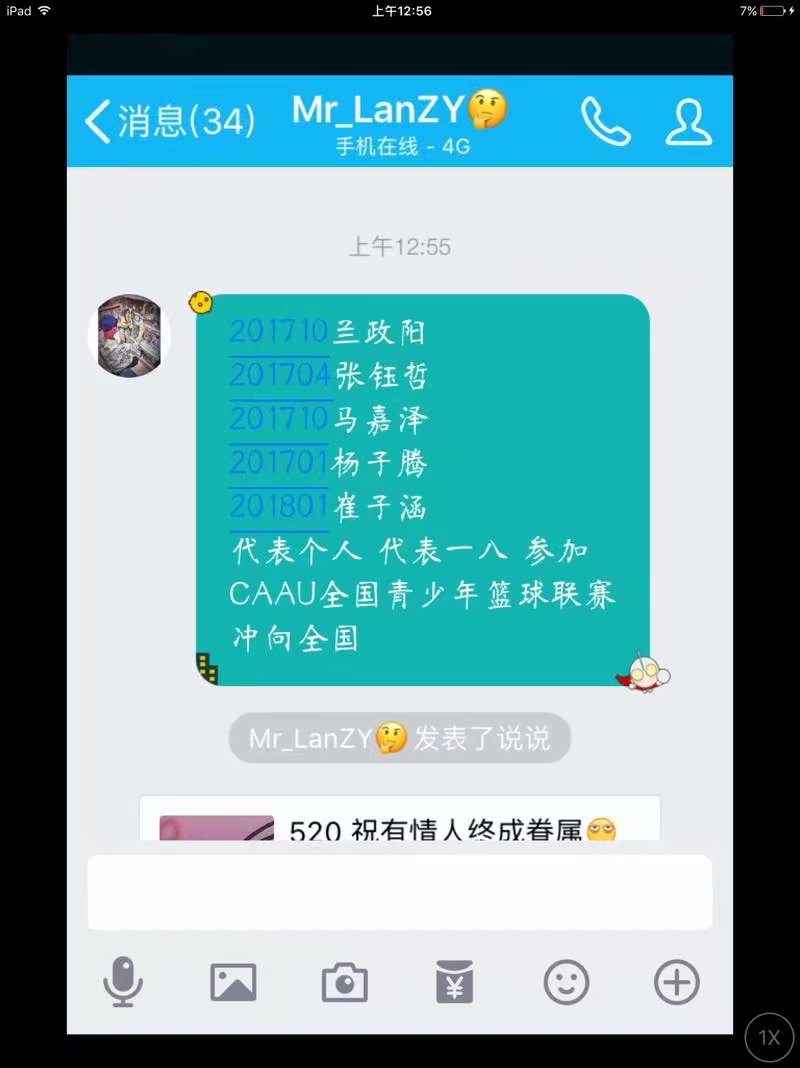 iPad 上午12:56 7%
消息(34) Mr_LanZY🤔
手机在线 - 4G
上午12:55
201710兰政阳
201704张钰哲
201710马嘉泽
201701杨子腾
201801崔子涵
代表个人 代表一八 参加
CAAU全国青少年篮球联赛
冲向全国
Mr_LanZY🤔发表了说说
520 祝有情人终成眷属🙄
1X